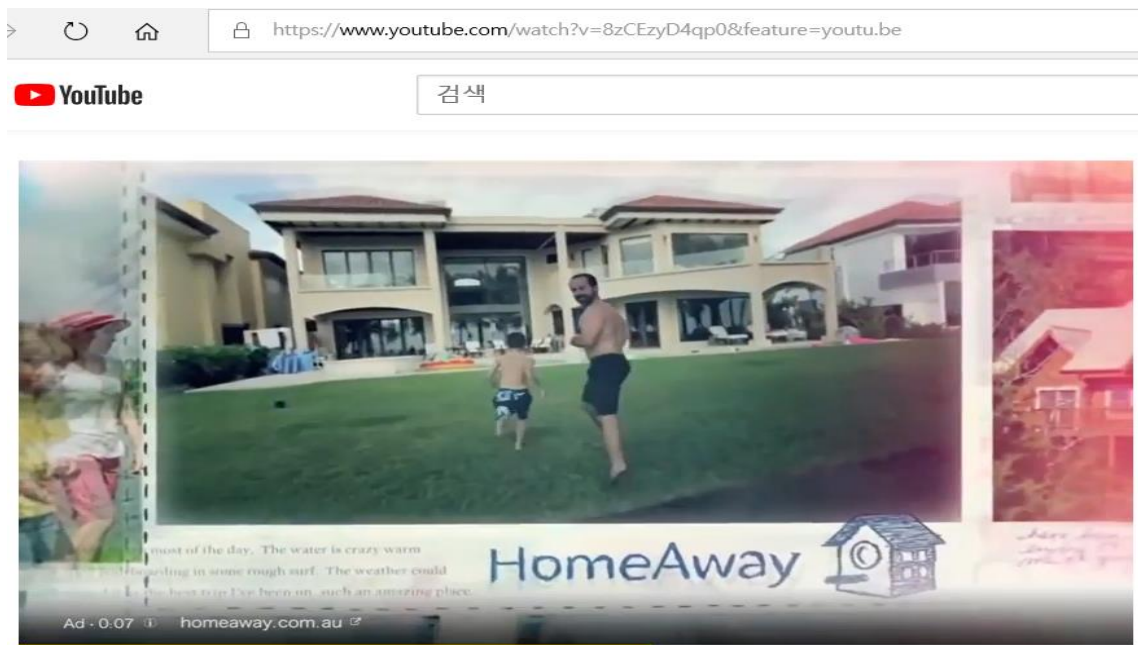 https://www.youtube.com/watch?v=8zCEzyD4qp0&feature=youtu.be
YouTube
검색
most of the day. The water is crazy warm
in some rough surf. The weather could
the best trip I've been on, such an amazing place.
HomeAway
Ad · 0:07
homeaway.com.au